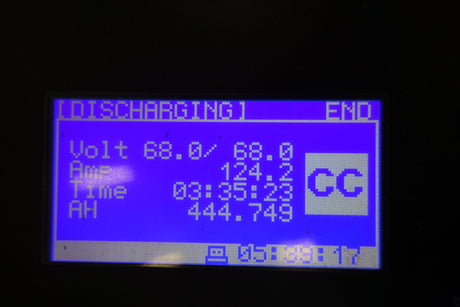 [DISCHARGING] END
Volt 68.0/ 68.0
Amp 124.2
Time 03:35:23
AH 444.749
CC